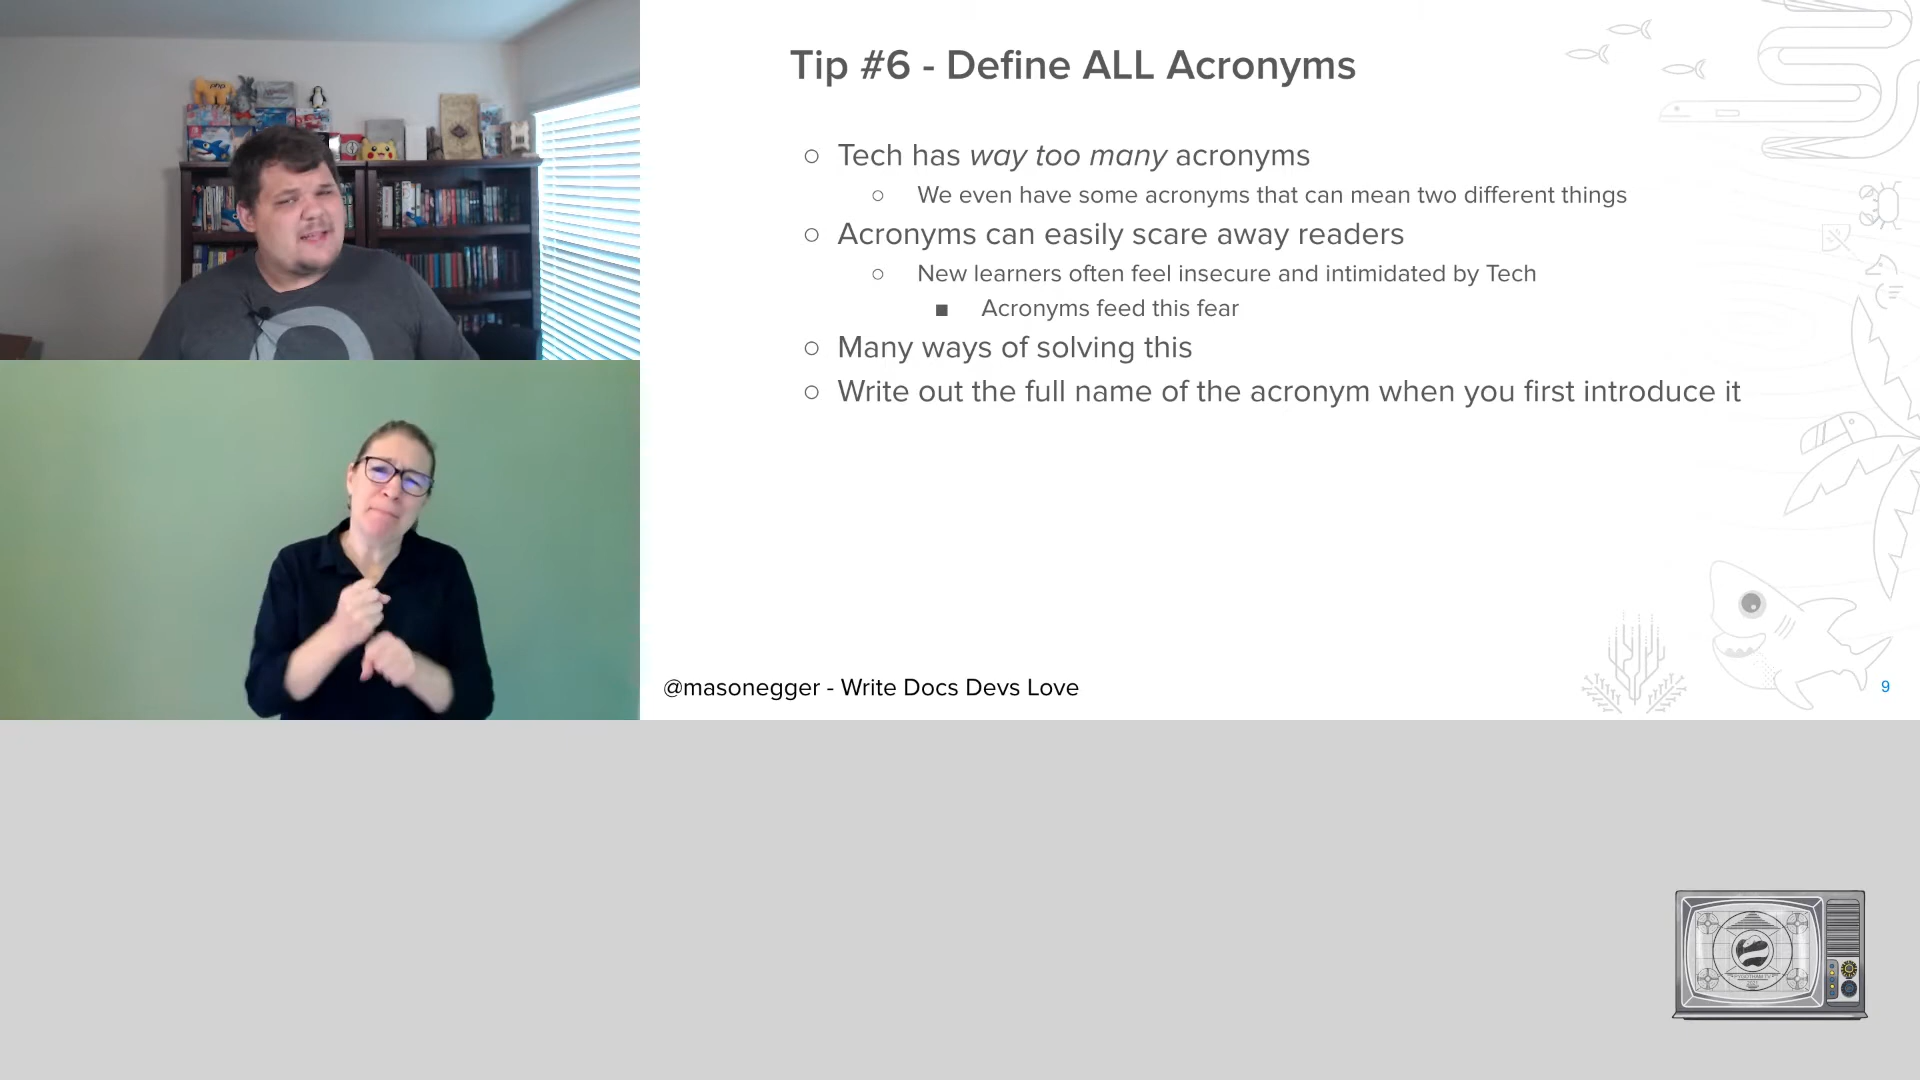 Tip #6 - Define ALL Acronyms
Tech has way too many acronyms
We even have some acronyms that can mean two different things
Acronyms can easily scare away readers
New learners often feel insecure and intimidated by Tech
Acronyms feed this fear
Many ways of solving this
Write out the full name of the acronym when you first introduce it
@masonegger - Write Docs Devs Love
9